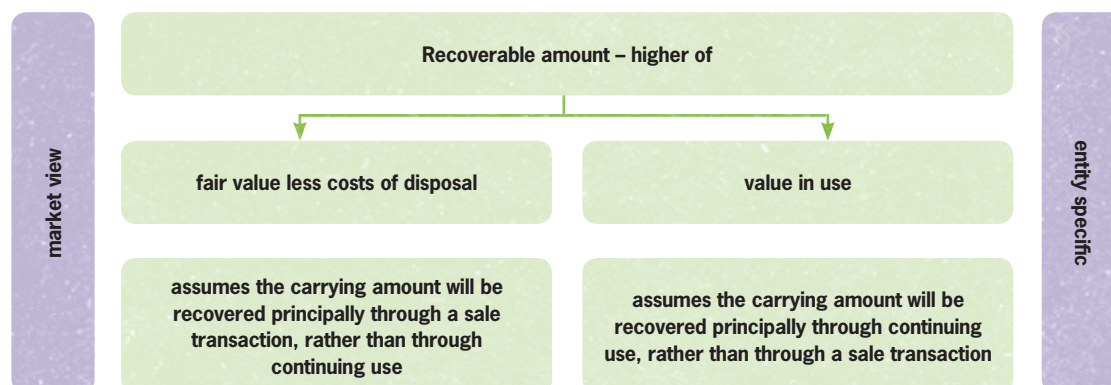 market view
Recoverable amount – higher of
fair value less costs of disposal
value in use
assumes the carrying amount will be
recovered principally through a sale
transaction, rather than through
continuing use
assumes the carrying amount will be
recovered principally through continuing
use, rather than through a sale transaction
entity specific